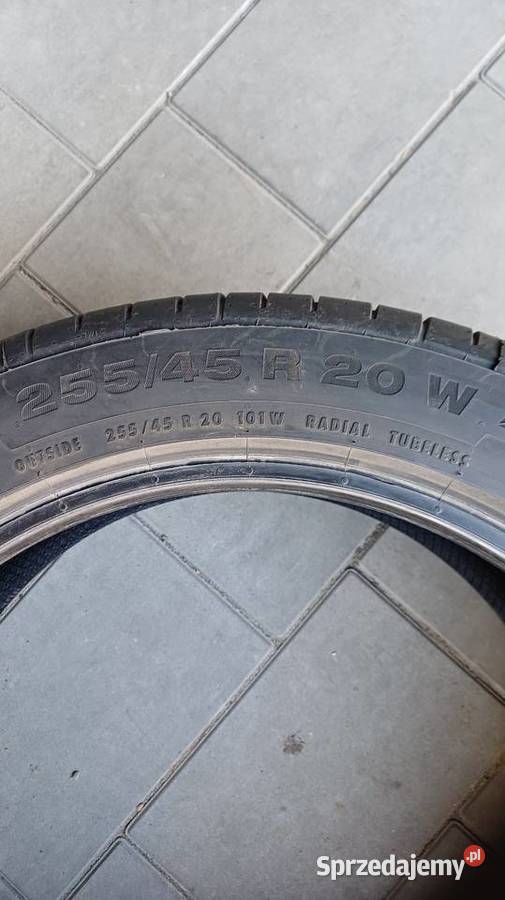 255/45 R 20 W
OUTSIDE 255/45 R 20 101W RADIAL TUBELESS
Sprzedajemy.pl